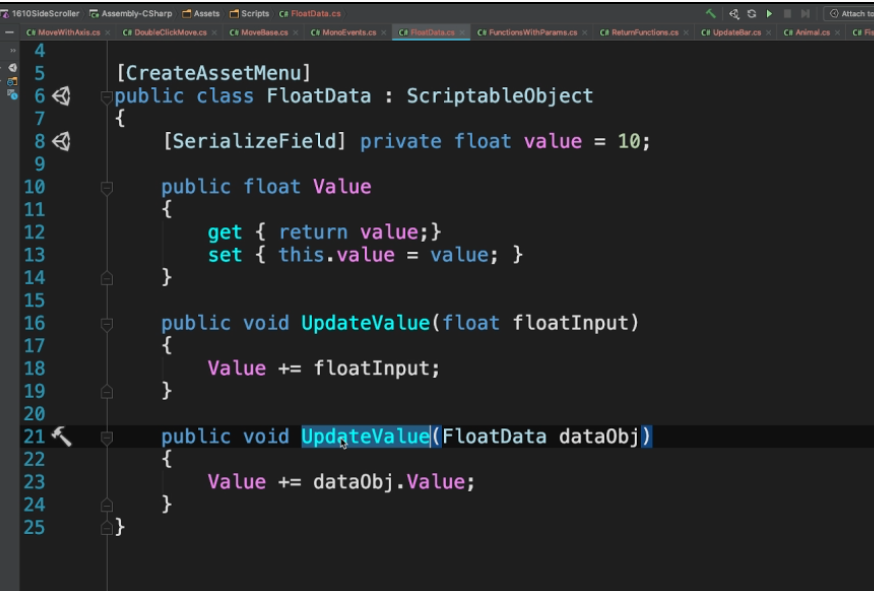 1610SideScroller Assembly-CSharp Assets Scripts C# FloatData.cs Attach to
C# MoveWithAxis.cs × C# DoubleClickMove.cs × C# MoveBase.cs × C# MonoEvents.cs × C# FloatData.cs × C# FunctionsWithParams.cs × C# ReturnFunctions.cs × C# UpdateBar.cs × C# Animal.cs × C# Fis
4
5 [CreateAssetMenu]
6 public class FloatData : ScriptableObject
7 {
8 [SerializeField] private float value = 10;
9
10 public float Value
11 {
12 get { return value;}
13 set { this.value = value; }
14 }
15
16 public void UpdateValue(float floatInput)
17 {
18 Value += floatInput;
19 }
20
21 public void UpdateValue(FloatData dataObj)
22 {
23 Value += dataObj.Value;
24 }
25 }